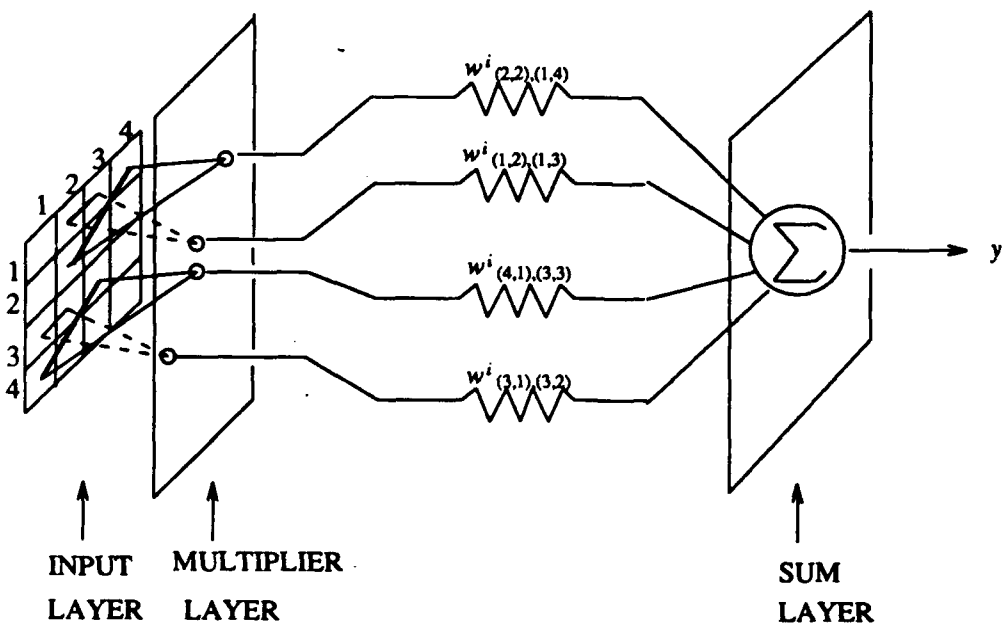 w^i (2,2),(1,4)
w^i (1,2),(1,3)
w^i (4,1),(3,3)
w^i (3,1),(3,2)
1
2
3
4
1
2
3
4
y
INPUT
LAYER
MULTIPLIER
LAYER
SUM
LAYER
Σ